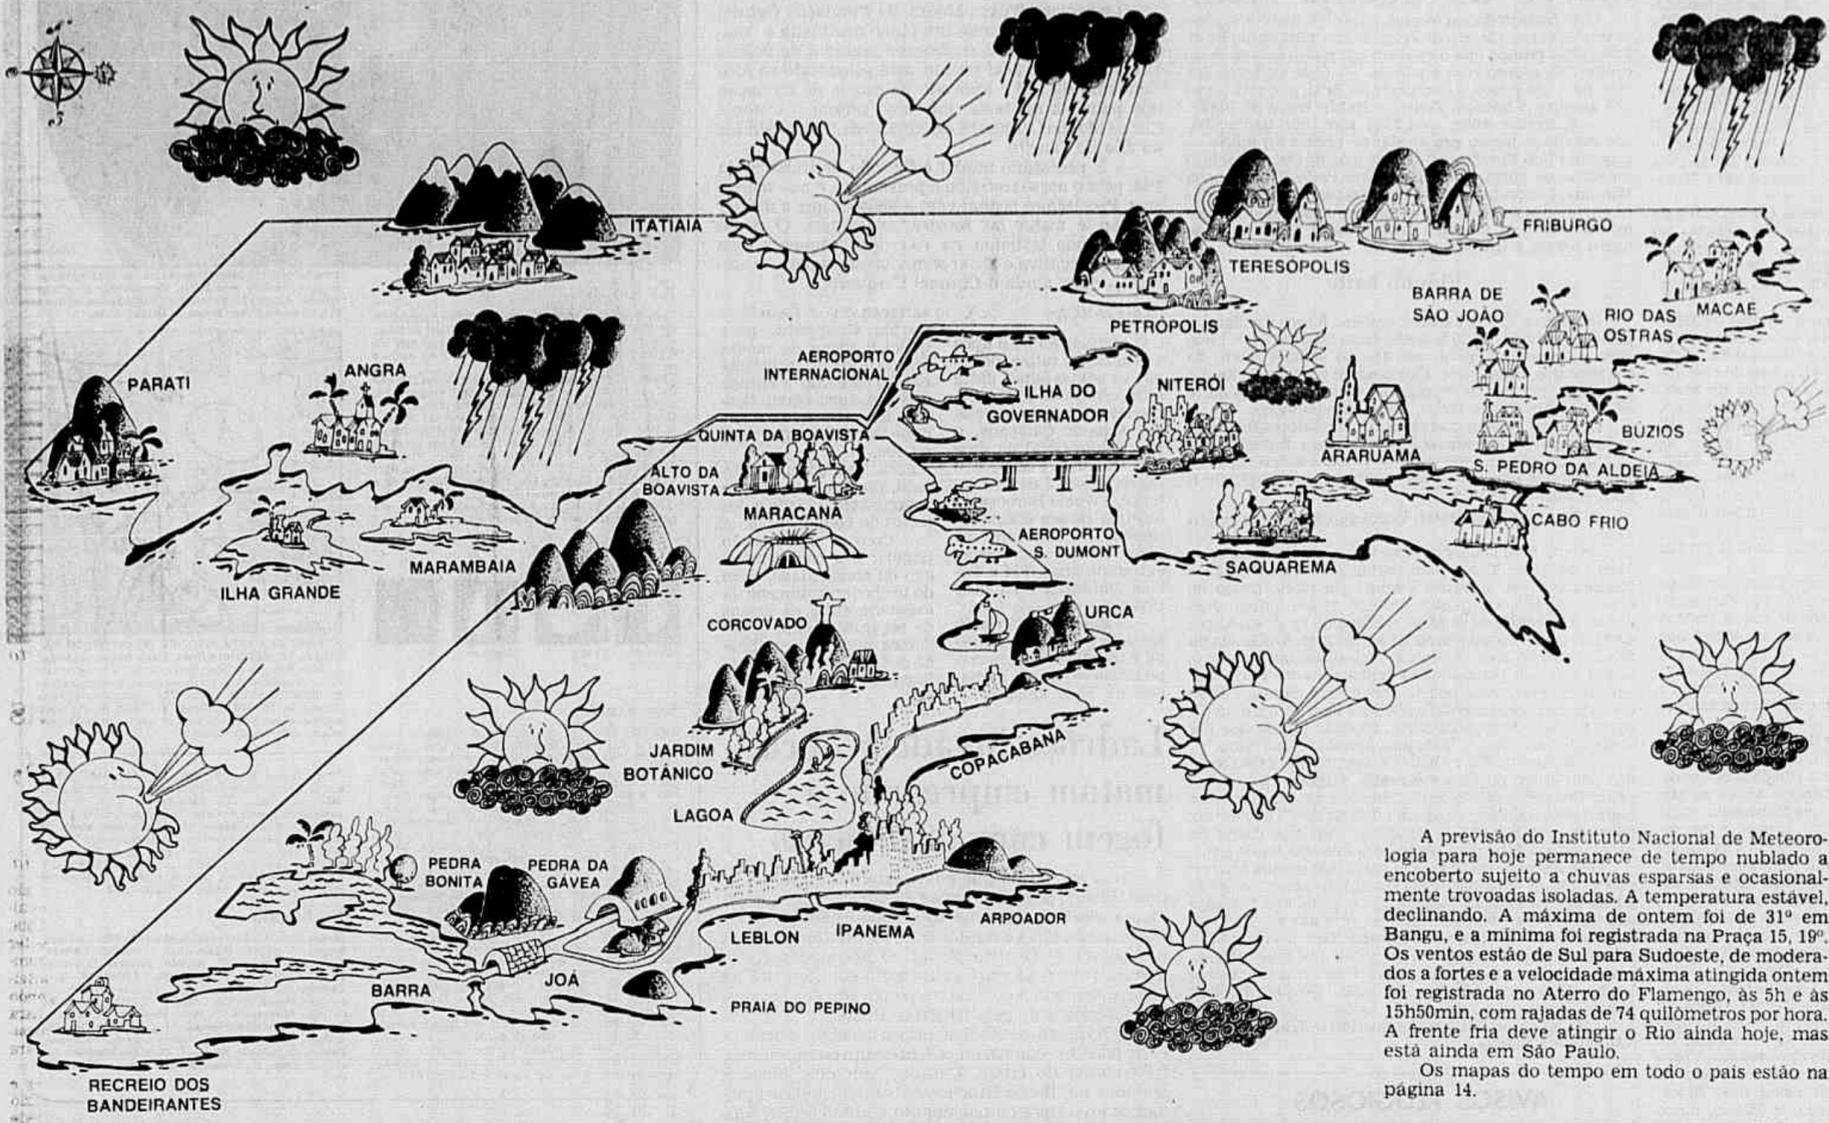 ITATIAIA
FRIBURGO
TERESÓPOLIS
PETRÓPOLIS
BARRA DE
SÃO JOÃO
RIO DAS
OSTRAS
MACAE
PARATI
ANGRA
AEROPORTO
INTERNACIONAL
ILHA DO
GOVERNADOR
NITERÓI
QUINTA DA BOAVISTA
ARARUAMA
BÚZIOS
S. PEDRO DA ALDEIA
ALTO DA
BOAVISTA
MARACANÃ
CABO FRIO
AEROPORTO
S. DUMONT
ILHA GRANDE
MARAMBAIA
SAQUAREMA
CORCOVADO
URCA
JARDIM
BOTÂNICO
COPACABANA
LAGOA
PEDRA
BONITA
PEDRA DA
GÁVEA
ARPOADOR
LEBLON
IPANEMA
BARRA
JOÁ
PRAIA DO PEPINO
RECREIO DOS
BANDEIRANTES
A previsão do Instituto Nacional de Meteoro-
logia para hoje permanece de tempo nublado a
encoberto sujeito a chuvas esparsas e ocasional-
mente trovoadas isoladas. A temperatura estável,
declinando. A máxima de ontem foi de 31º em
Bangu, e a mínima foi registrada na Praça 15, 19º.
Os ventos estão de Sul para Sudoeste, de modera-
dos a fortes e a velocidade máxima atingida ontem
foi registrada no Aterro do Flamengo, às 5h e às
15h50min, com rajadas de 74 quilômetros por hora.
A frente fria deve atingir o Rio ainda hoje, mas
está ainda em São Paulo.
Os mapas do tempo em todo o país estão na
página 14.